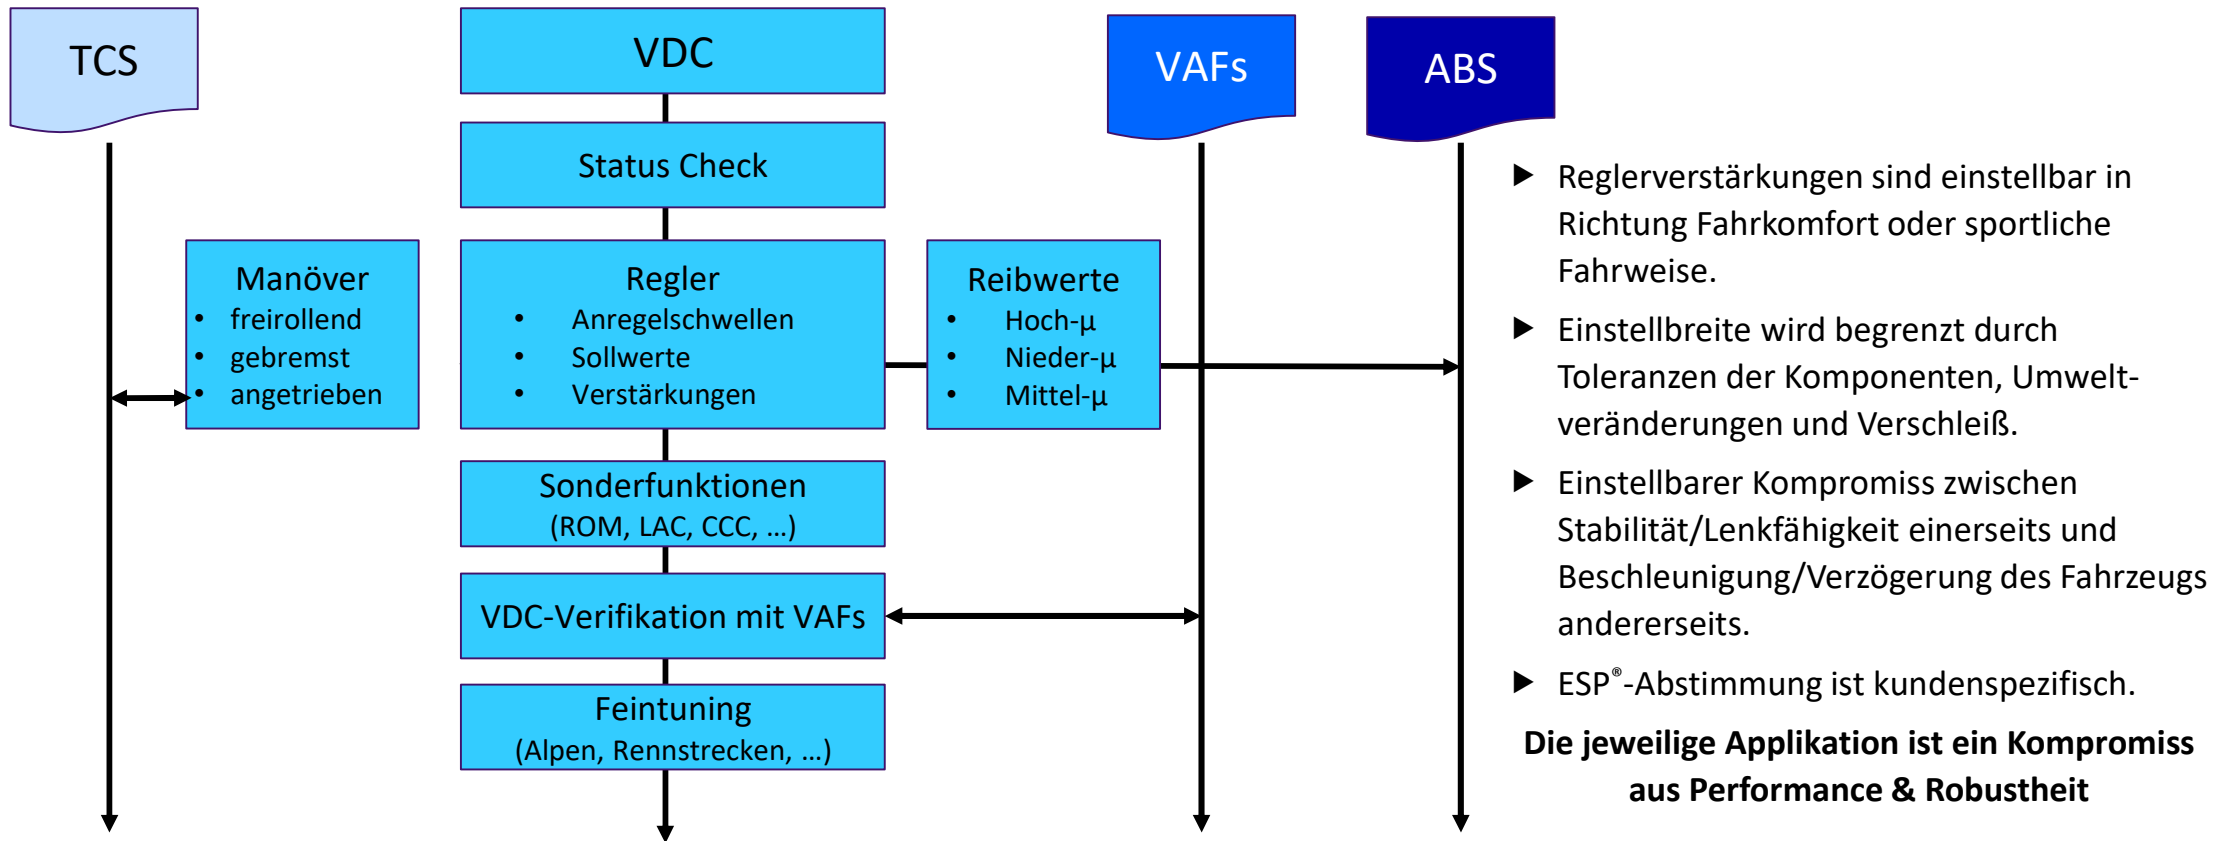 TCS
VDC
VAFs
ABS
Status Check
Manöver
• freirollend
• gebremst
• angetrieben
Regler
• Anregelschwellen
• Sollwerte
• Verstärkungen
Reibwerte
• Hoch-µ
• Nieder-µ
• Mittel-µ
Sonderfunktionen
(ROM, LAC, CCC, …)
VDC-Verifikation mit VAFs
Feintuning
(Alpen, Rennstrecken, …)
▶ Reglerverstärkungen sind einstellbar in
Richtung Fahrkomfort oder sportliche
Fahrweise.
▶ Einstellbreite wird begrenzt durch
Toleranzen der Komponenten, Umwelt-
veränderungen und Verschleiß.
▶ Einstellbarer Kompromiss zwischen
Stabilität/Lenkfähigkeit einerseits und
Beschleunigung/Verzögerung des Fahrzeugs
andererseits.
▶ ESP®-Abstimmung ist kundenspezifisch.
Die jeweilige Applikation ist ein Kompromiss
aus Performance & Robustheit